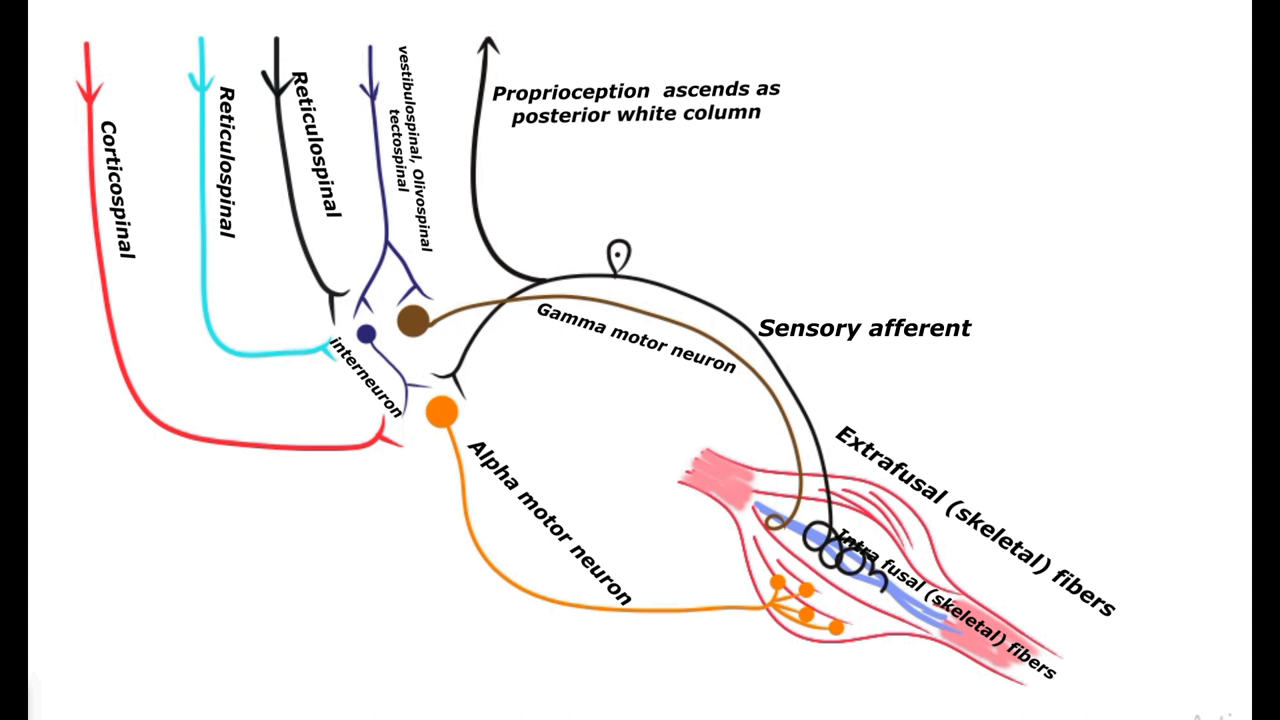 Corticospinal
Reticulospinal
Reticulospinal
vestibulospinal, Olivospinal
tectospinal
Proprioception ascends as
posterior white column
Gamma motor neuron
Sensory afferent
interneuron
Alpha motor neuron
Extrafusal (skeletal) fibers
Intra fusal (skeletal) fibers